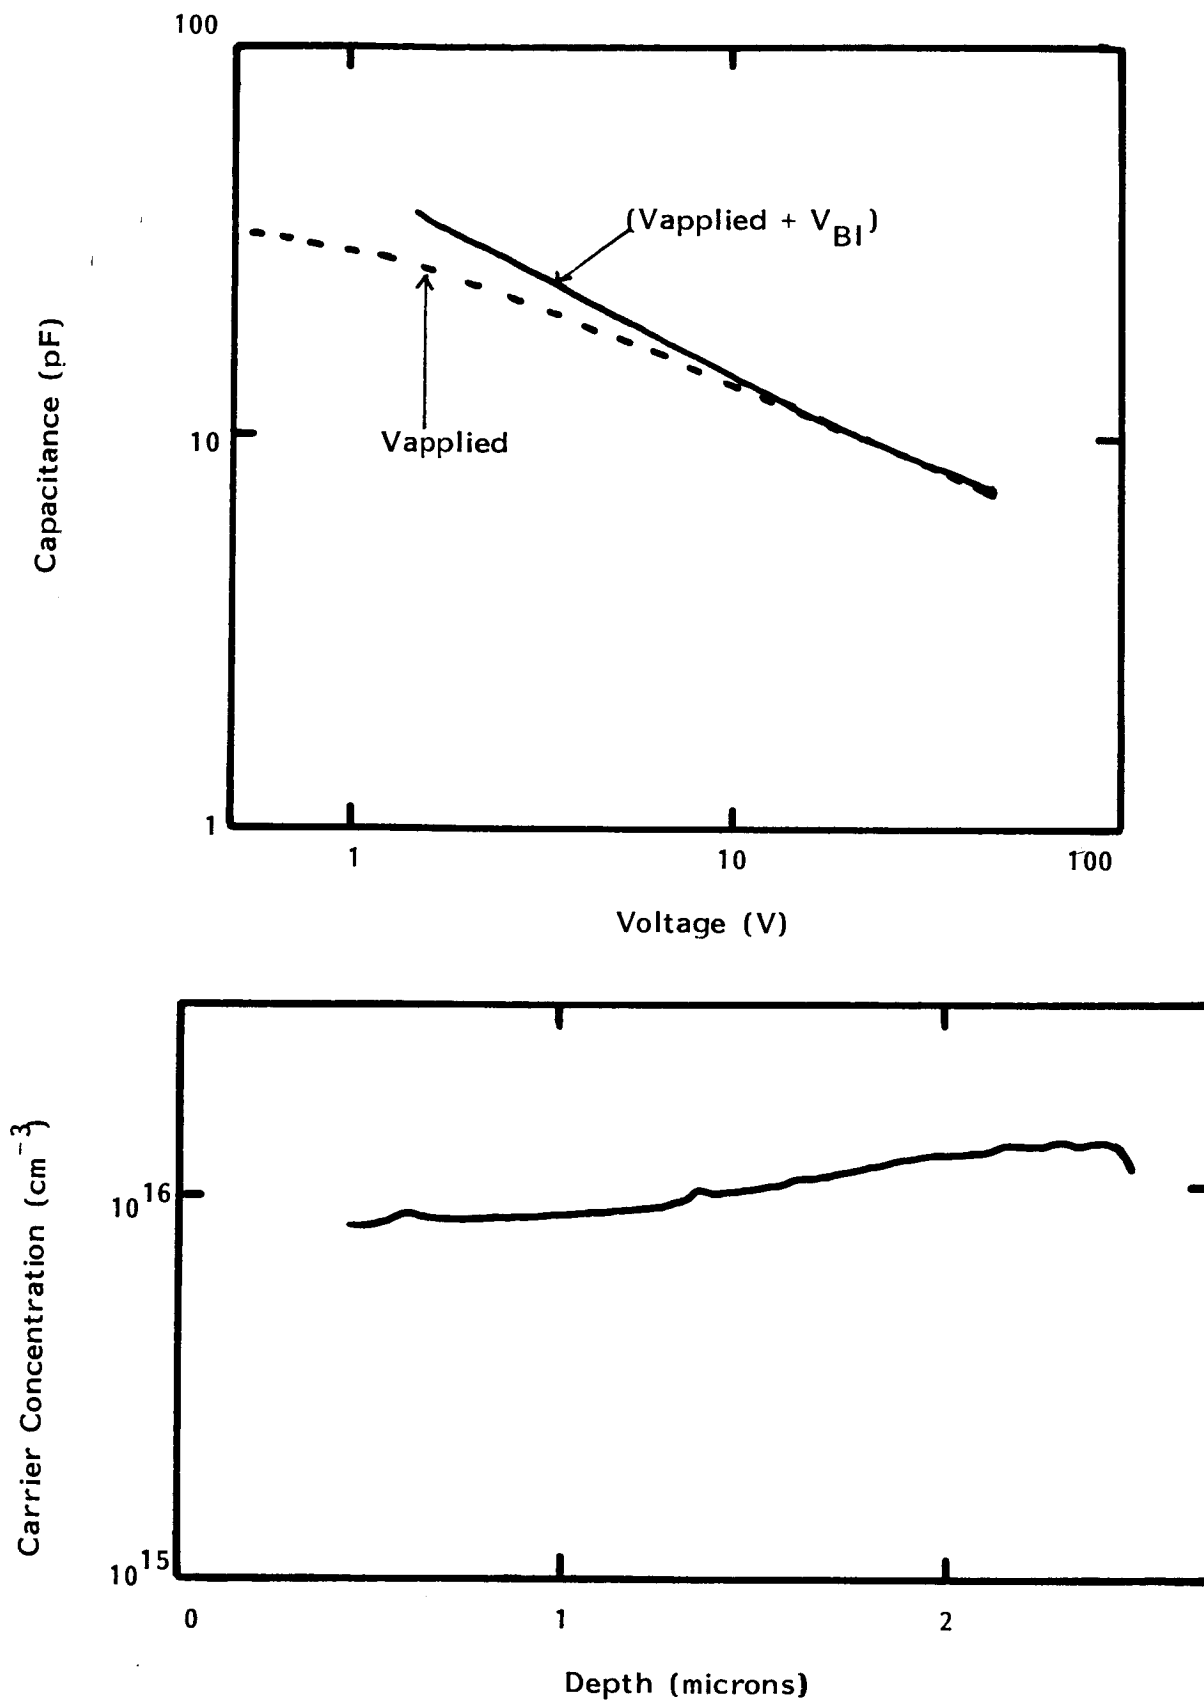 100
(Vapplied + VBI)
Capacitance (pF)
10
Vapplied
1
1 10 100
Voltage (V)
Carrier Concentration (cm−3)
10^16
10^15
0 1 2
Depth (microns)